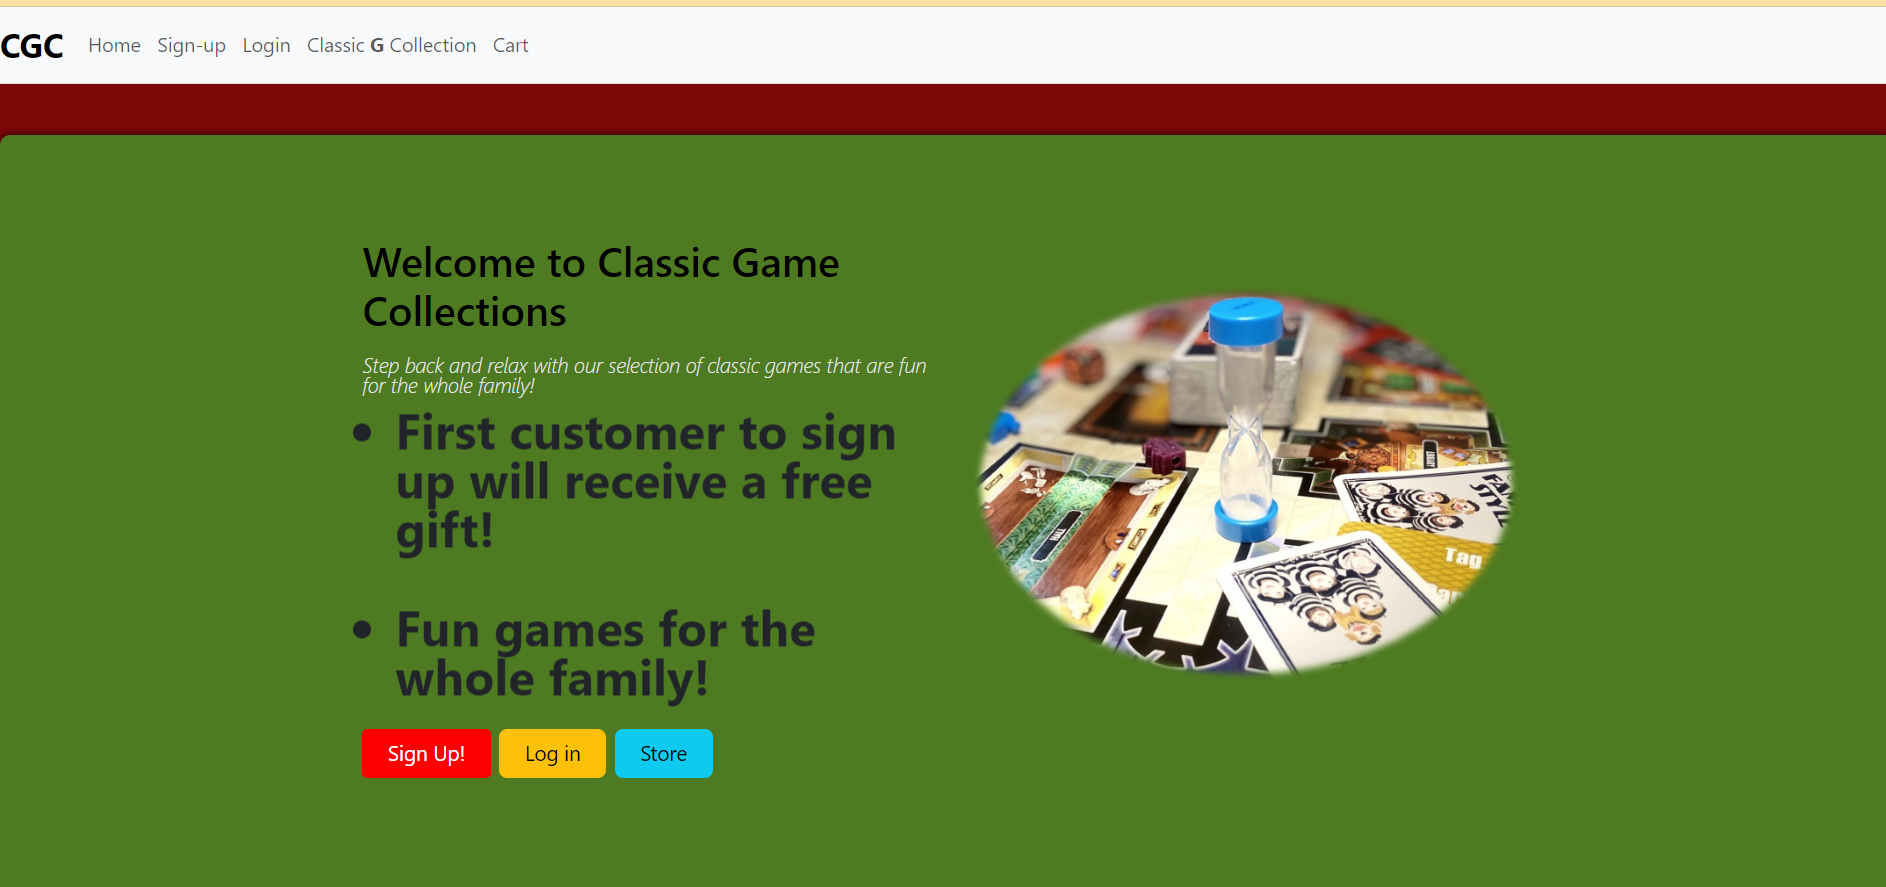 CGC Home Sign-up Login Classic G Collection Cart
Welcome to Classic Game
Collections
Step back and relax with our selection of classic games that are fun
for the whole family!
• First customer to sign
up will receive a free
gift!
• Fun games for the
whole family!
Sign Up! Log in Store
HALL
Tag